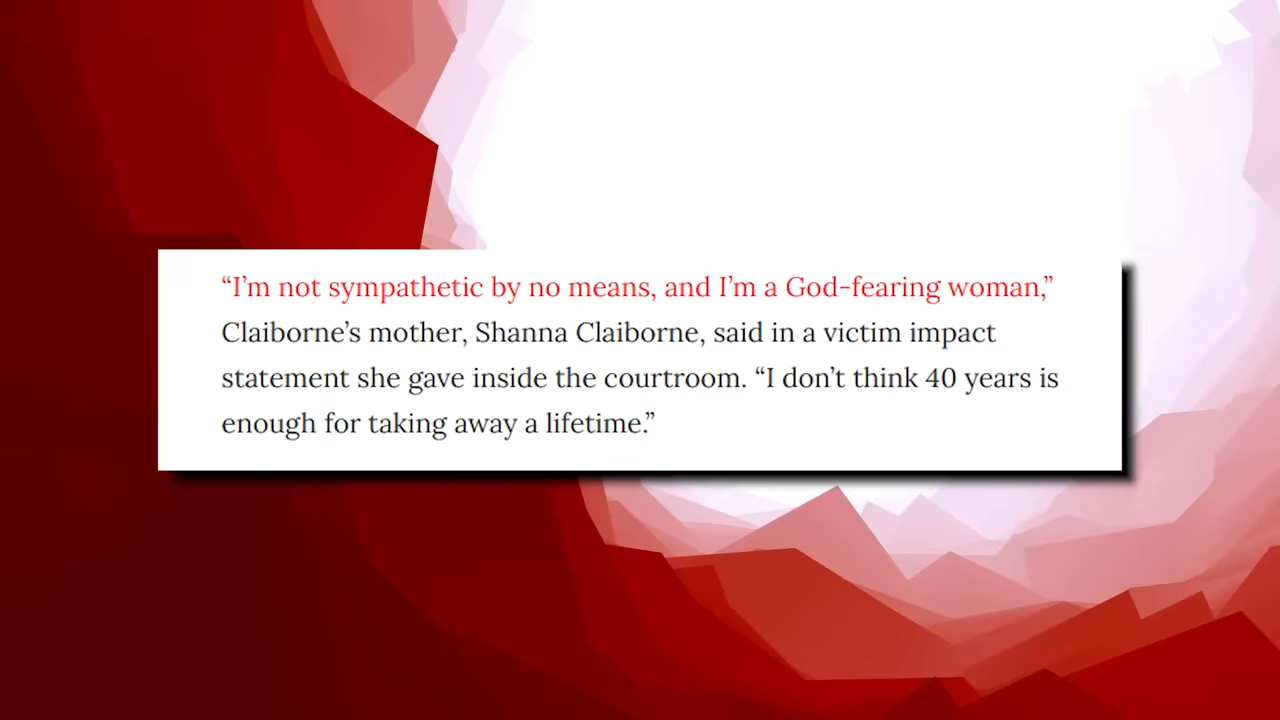 “I’m not sympathetic by no means, and I’m a God-fearing woman,”
Claiborne’s mother, Shanna Claiborne, said in a victim impact
statement she gave inside the courtroom. “I don’t think 40 years is
enough for taking away a lifetime.”